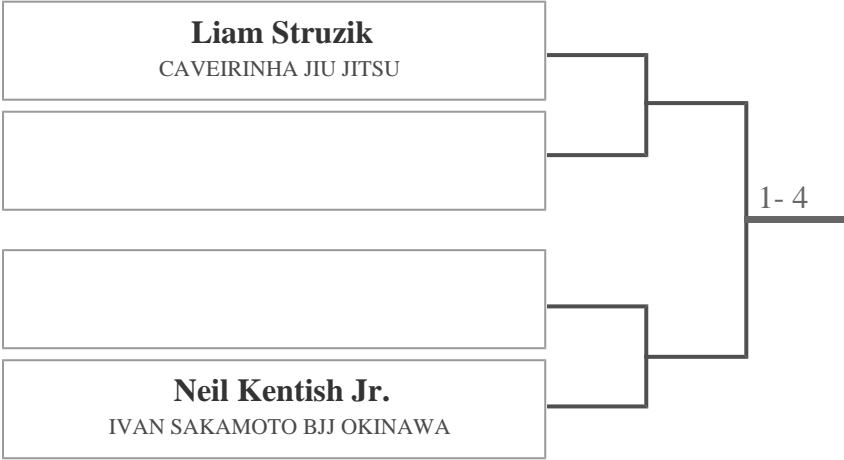 Liam Struzik
CAVEIRINHA JIU JITSU
1- 4
Neil Kentish Jr.
IVAN SAKAMOTO BJJ OKINAWA